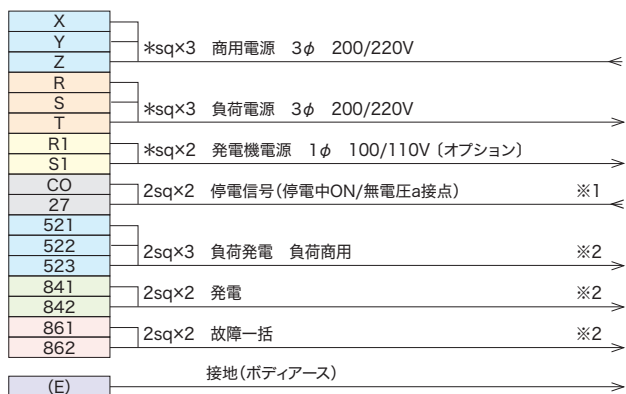 X
Y
Z
*sq×3 商用電源 3φ 200/220V
R
S
T
*sq×3 負荷電源 3φ 200/220V
R1
S1
*sq×2 発電機電源 1φ 100/110V〔オプション〕
CO
27
2sq×2 停電信号(停電中ON/無電圧a接点) ※1
521
522
523
2sq×3 負荷発電 負荷商用 ※2
841
842
2sq×2 発電 ※2
861
862
2sq×2 故障一括 ※2
(E)
接地(ボディアース)